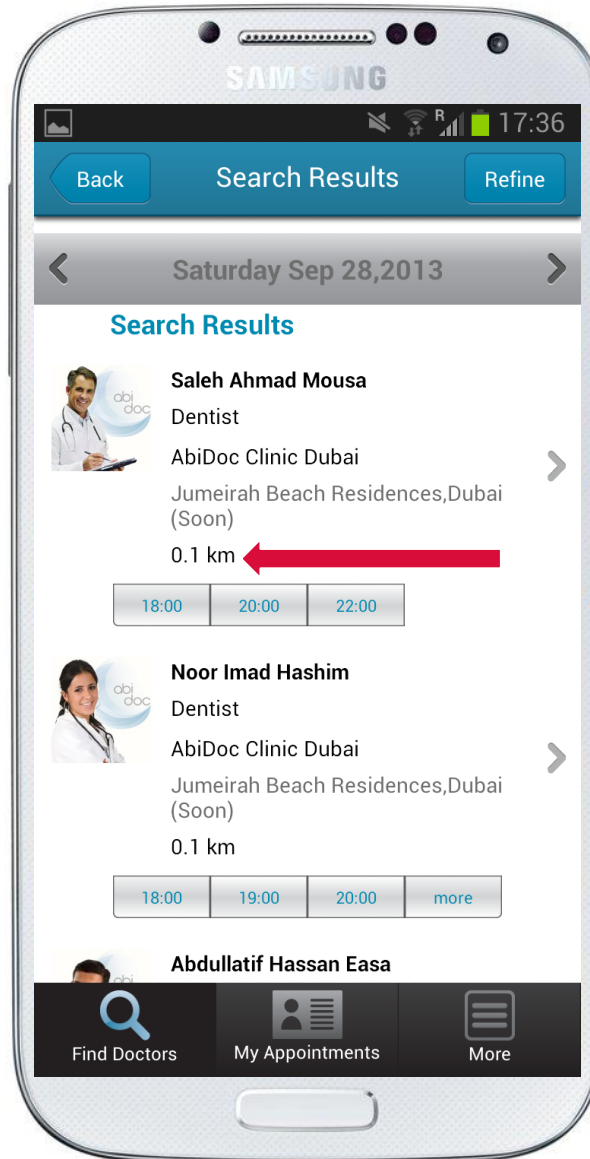 SAMSUNG
R 17:36
Back Search Results Refine
Saturday Sep 28,2013
Search Results
abi
doc
Saleh Ahmad Mousa
Dentist
AbiDoc Clinic Dubai
Jumeirah Beach Residences,Dubai
(Soon)
0.1 km
18:00 20:00 22:00
abi
doc
Noor Imad Hashim
Dentist
AbiDoc Clinic Dubai
Jumeirah Beach Residences,Dubai
(Soon)
0.1 km
18:00 19:00 20:00 more
abi
Abdullatif Hassan Easa
Find Doctors My Appointments More